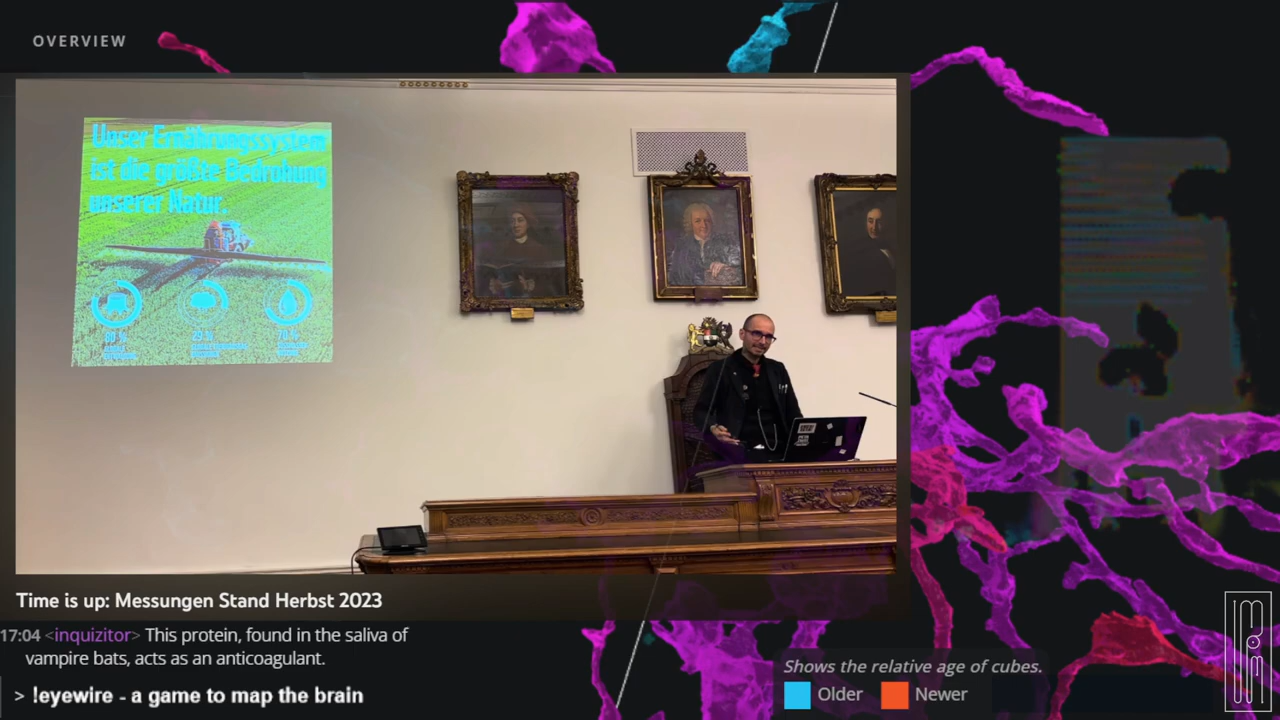 OVERVIEW
Unser Ernährungssystem
ist die größte Bedrohung
unserer Natur.
Time is up: Messungen Stand Herbst 2023
17:04 <inquizitor> This protein, found in the saliva of
vampire bats, acts as an anticoagulant.
> !eyewire - a game to map the brain
Shows the relative age of cubes.
Older Newer